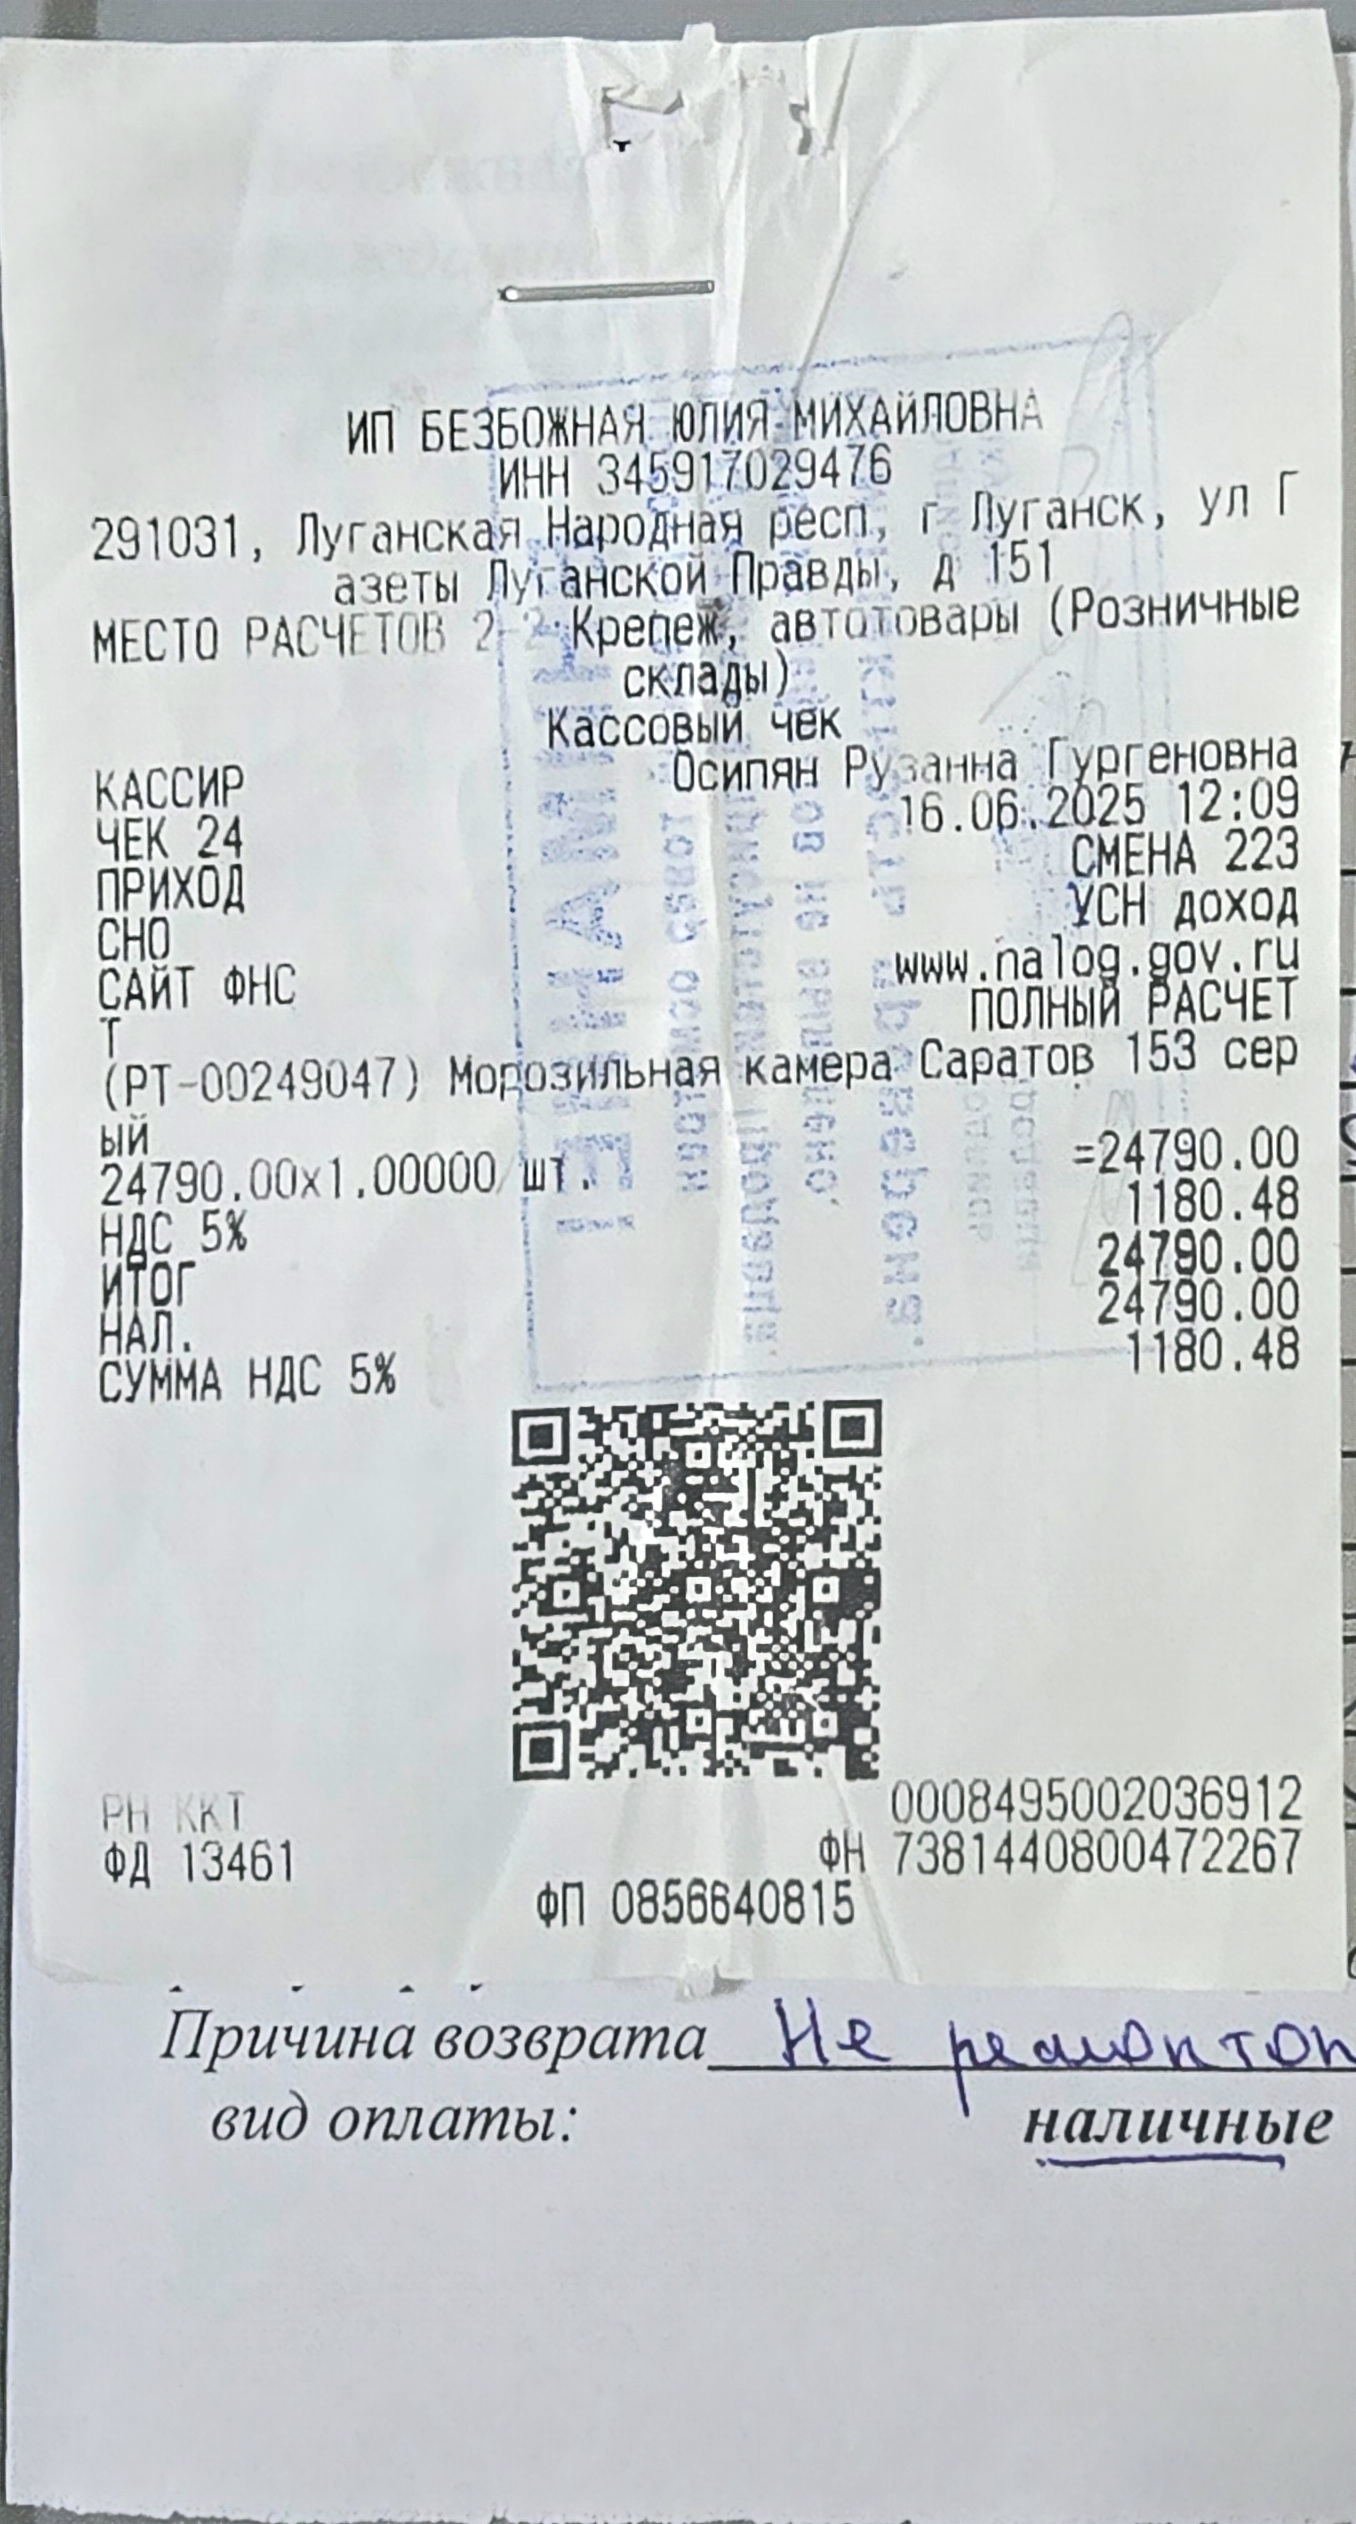 ИП БЕЗБОЖНАЯ ЮЛИЯ МИХАЙЛОВНА
ИНН 345917029476
291031, Луганская Народная респ, г Луганск, ул Г
азеты Луганской Правды, д 151
МЕСТО РАСЧЕТОВ 2-2 Крепеж, автотовары (Розничные
склады)
Кассовый чек
КАССИР Осипян Рузанна Гургеновна
ЧЕК 24 16.06.2025 12:09
ПРИХОД СМЕНА 223
СНО УСН доход
САЙТ ФНС www.nalog.gov.ru
Т ПОЛНЫЙ РАСЧЕТ
(РТ-00249047) Морозильная камера Саратов 153 сер
ый
24790.00x1.00000 шт. =24790.00
НДС 5% 1180.48
ИТОГ 24790.00
НАЛ. 24790.00
СУММА НДС 5% 1180.48
РН ККТ 0008495002036912
ФД 13461 ФН 7381440800472267
ФП 0856640815
Причина возврата Не ремонтоп
вид оплаты: наличные